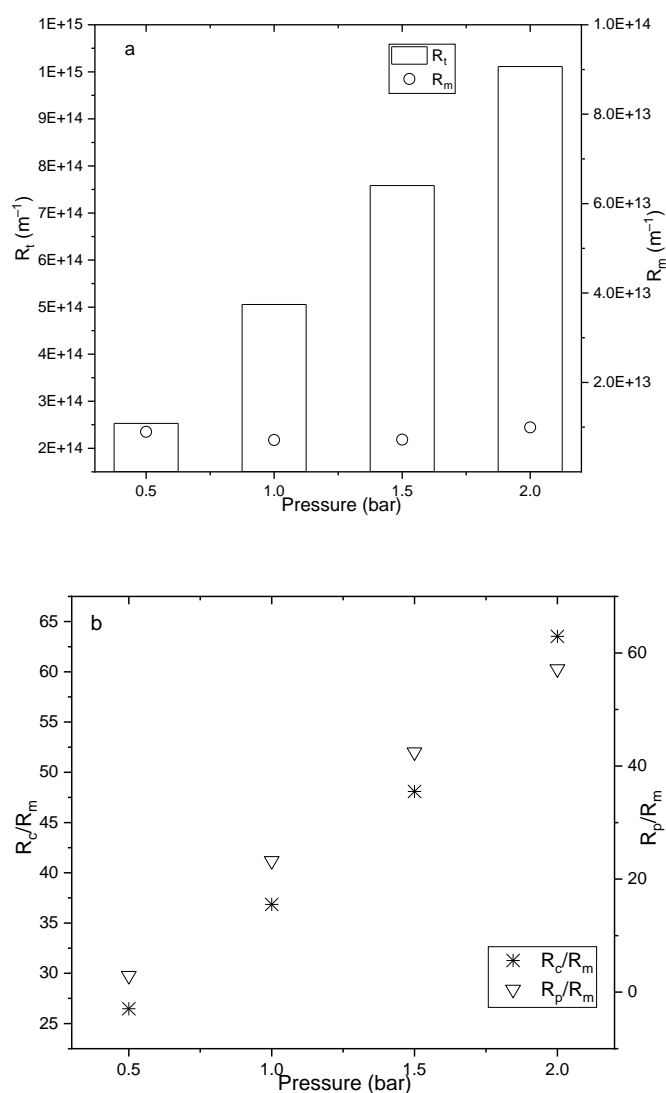 a
R_t
R_m
1E+15
1E+15
9E+14
8E+14
7E+14
6E+14
5E+14
4E+14
3E+14
2E+14
R_t (m^−1)
1.0E+14
8.0E+13
6.0E+13
4.0E+13
2.0E+13
R_m (m^−1)
0.5 1.0 1.5 2.0
Pressure (bar)
b
65
60
55
50
45
40
35
30
25
R_c/R_m
60
40
20
0
R_p/R_m
R_c/R_m
R_p/R_m
0.5 1.0 1.5 2.0
Pressure (bar)